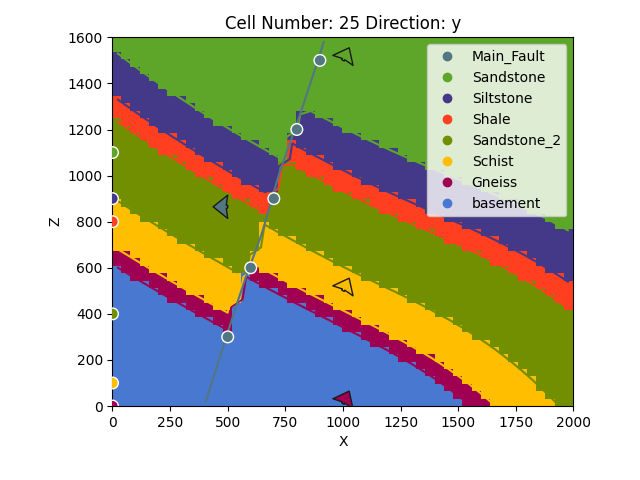 Cell Number: 25 Direction: y
1600
1400
1200
1000
800
600
400
200
0
Z
Main_Fault
Sandstone
Siltstone
Shale
Sandstone_2
Schist
Gneiss
basement
0 250 500 750 1000 1250 1500 1750 2000
X